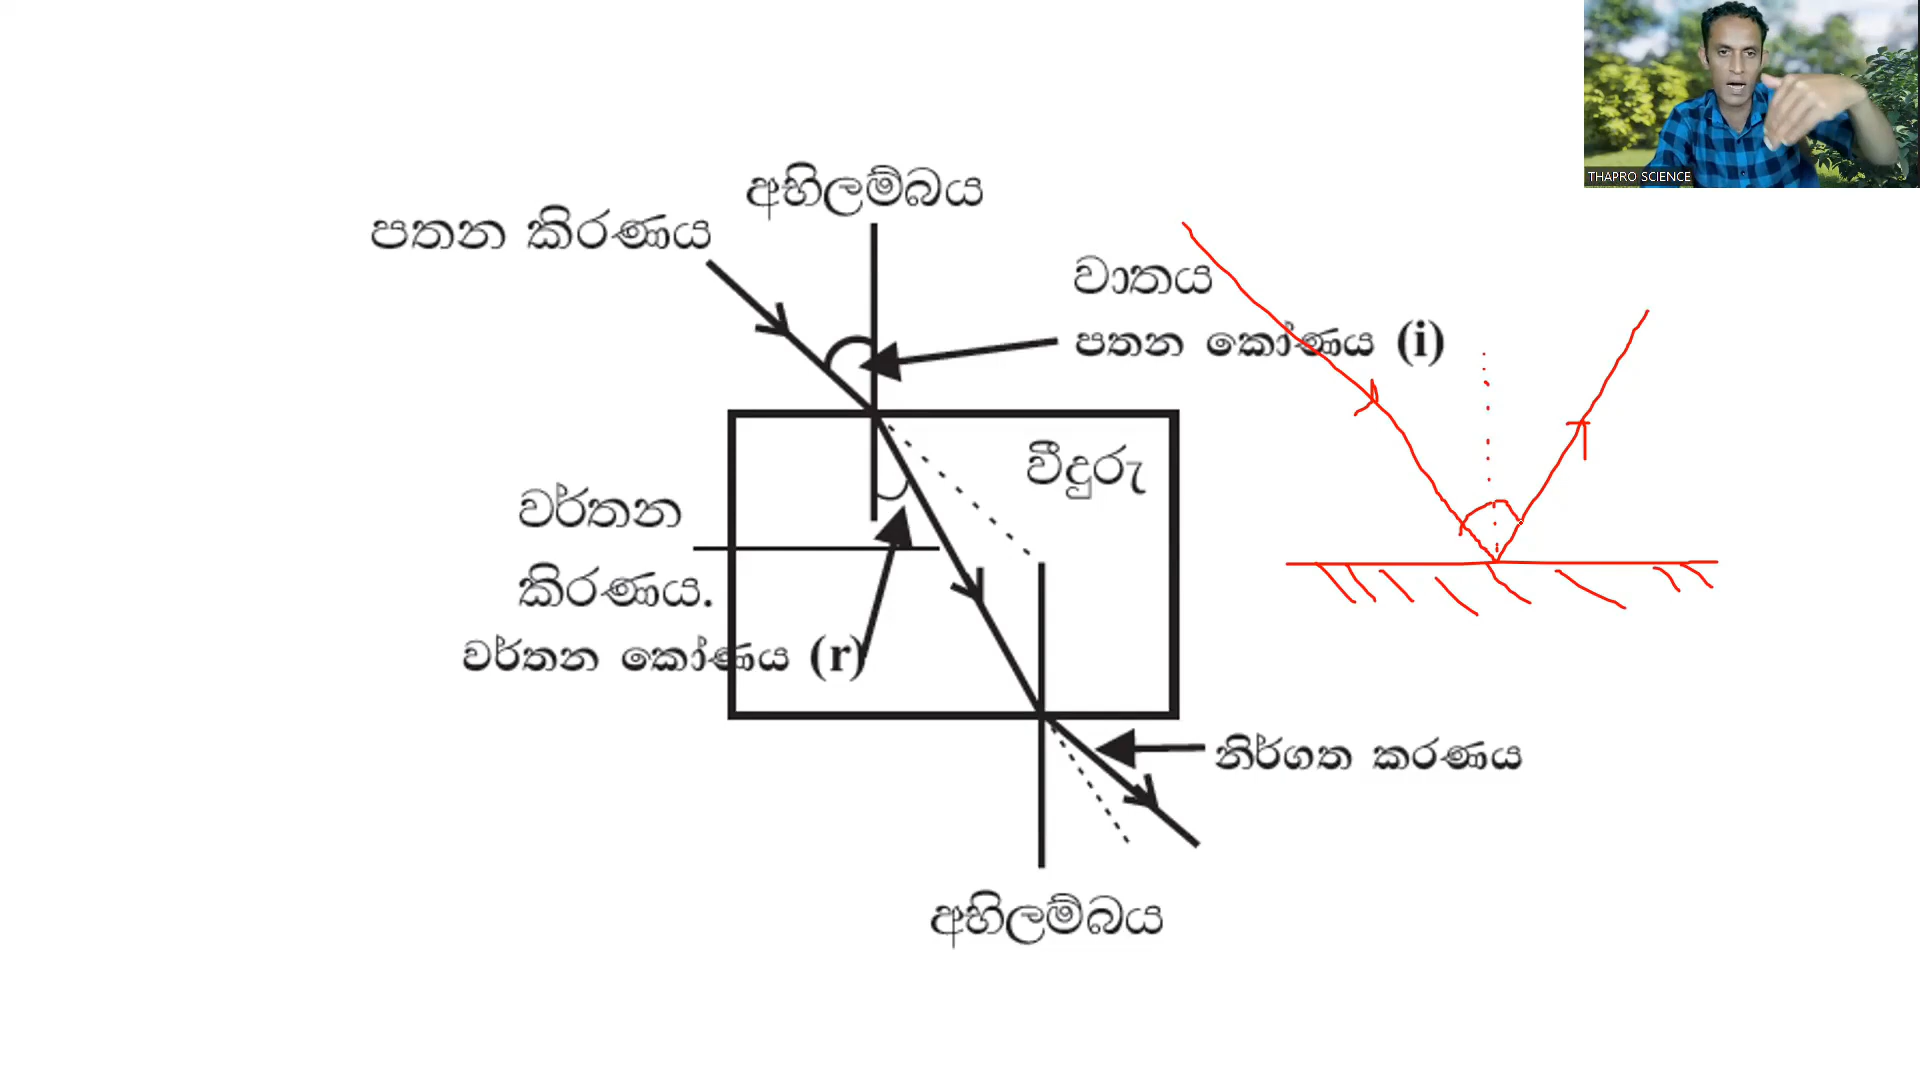 THAPRO SCIENCE
අභිලම්බය
පතන කිරණය
වාතය
පතන කෝණය (i)
වීදුරු
වර්තන
කිරණය.
වර්තන කෝණය (r)
නිර්ගත කරණය
අභිලම්බය